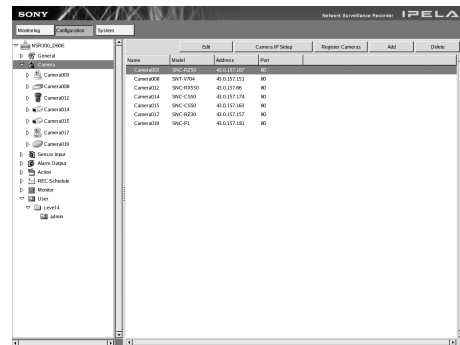 SONY
Network Surveillance Recorder IPELA
Monitoring Configuration System
NSR100_D60E
General
Camera
Camera003
Camera008
Camera012
Camera014
Camera015
Camera017
Camera019
Sensor Input
Alarm Output
Action
REC Schedule
Monitor
User
Level 4
admin
Edit Camera IP Setup Register Cameras Add Delete
Name Model Address Port
Camera003 SNC-RZ50 43.0.157.167 80
Camera008 SNT-V704 43.0.157.151 80
Camera012 SNC-RX550 43.0.157.66 80
Camera014 SNC-CS50 43.0.157.174 80
Camera015 SNC-CS50 43.0.157.163 80
Camera017 SNC-RZ30 43.0.157.157 80
Camera019 SNC-P1 43.0.157.181 80